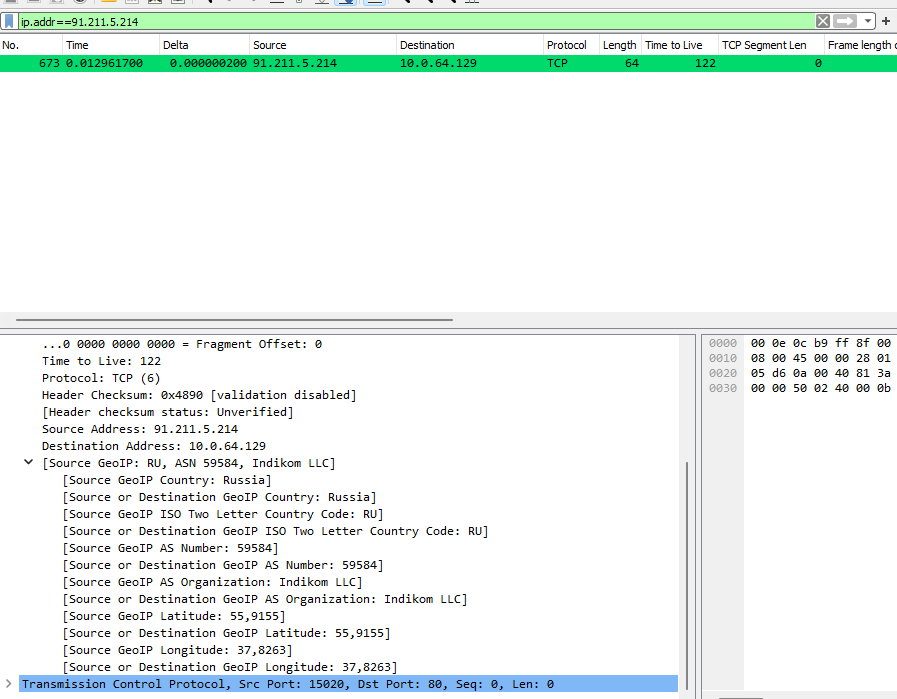 ip.addr==91.211.5.214
No. Time Delta Source Destination Protocol Length Time to Live TCP Segment Len Frame length
673 0.012961700 0.000000200 91.211.5.214 10.0.64.129 TCP 64 122 0
...0 0000 0000 0000 = Fragment Offset: 0
Time to Live: 122
Protocol: TCP (6)
Header Checksum: 0x4890 [validation disabled]
[Header checksum status: Unverified]
Source Address: 91.211.5.214
Destination Address: 10.0.64.129
[Source GeoIP: RU, ASN 59584, Indikom LLC]
[Source GeoIP Country: Russia]
[Source or Destination GeoIP Country: Russia]
[Source GeoIP ISO Two Letter Country Code: RU]
[Source or Destination GeoIP ISO Two Letter Country Code: RU]
[Source GeoIP AS Number: 59584]
[Source or Destination GeoIP AS Number: 59584]
[Source GeoIP AS Organization: Indikom LLC]
[Source or Destination GeoIP AS Organization: Indikom LLC]
[Source GeoIP Latitude: 55,9155]
[Source or Destination GeoIP Latitude: 55,9155]
[Source GeoIP Longitude: 37,8263]
[Source or Destination GeoIP Longitude: 37,8263]
Transmission Control Protocol, Src Port: 15020, Dst Port: 80, Seq: 0, Len: 0
0000 00 0e 0c b9 ff 8f 00
0010 08 00 45 00 00 28 01
0020 05 d6 0a 00 40 81 3a
0030 00 00 50 02 40 00 0b